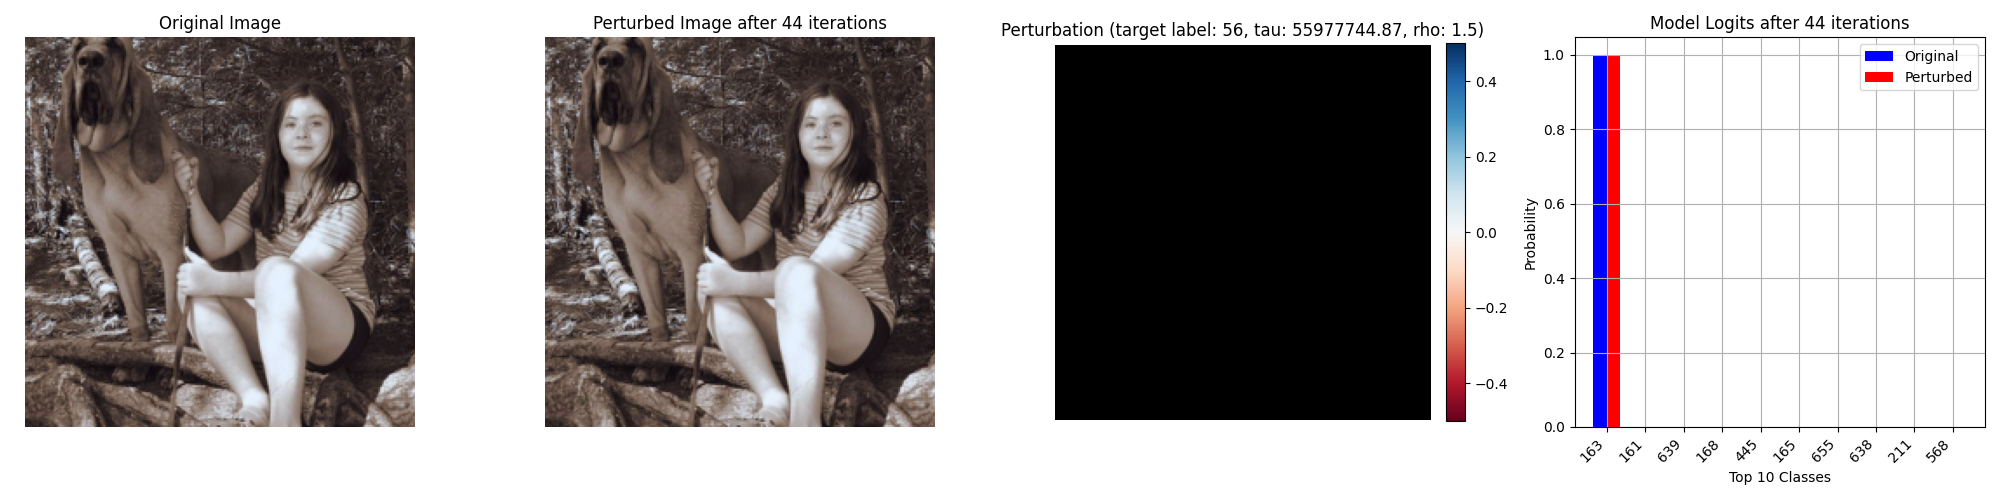 Original Image
Perturbed Image after 44 iterations
Perturbation (target label: 56, tau: 55977744.87, rho: 1.5)
0.4
0.2
0.0
−0.2
−0.4
Model Logits after 44 iterations
Original
Perturbed
Probability
1.0
0.8
0.6
0.4
0.2
0.0
163
161
639
168
445
165
655
638
211
568
Top 10 Classes